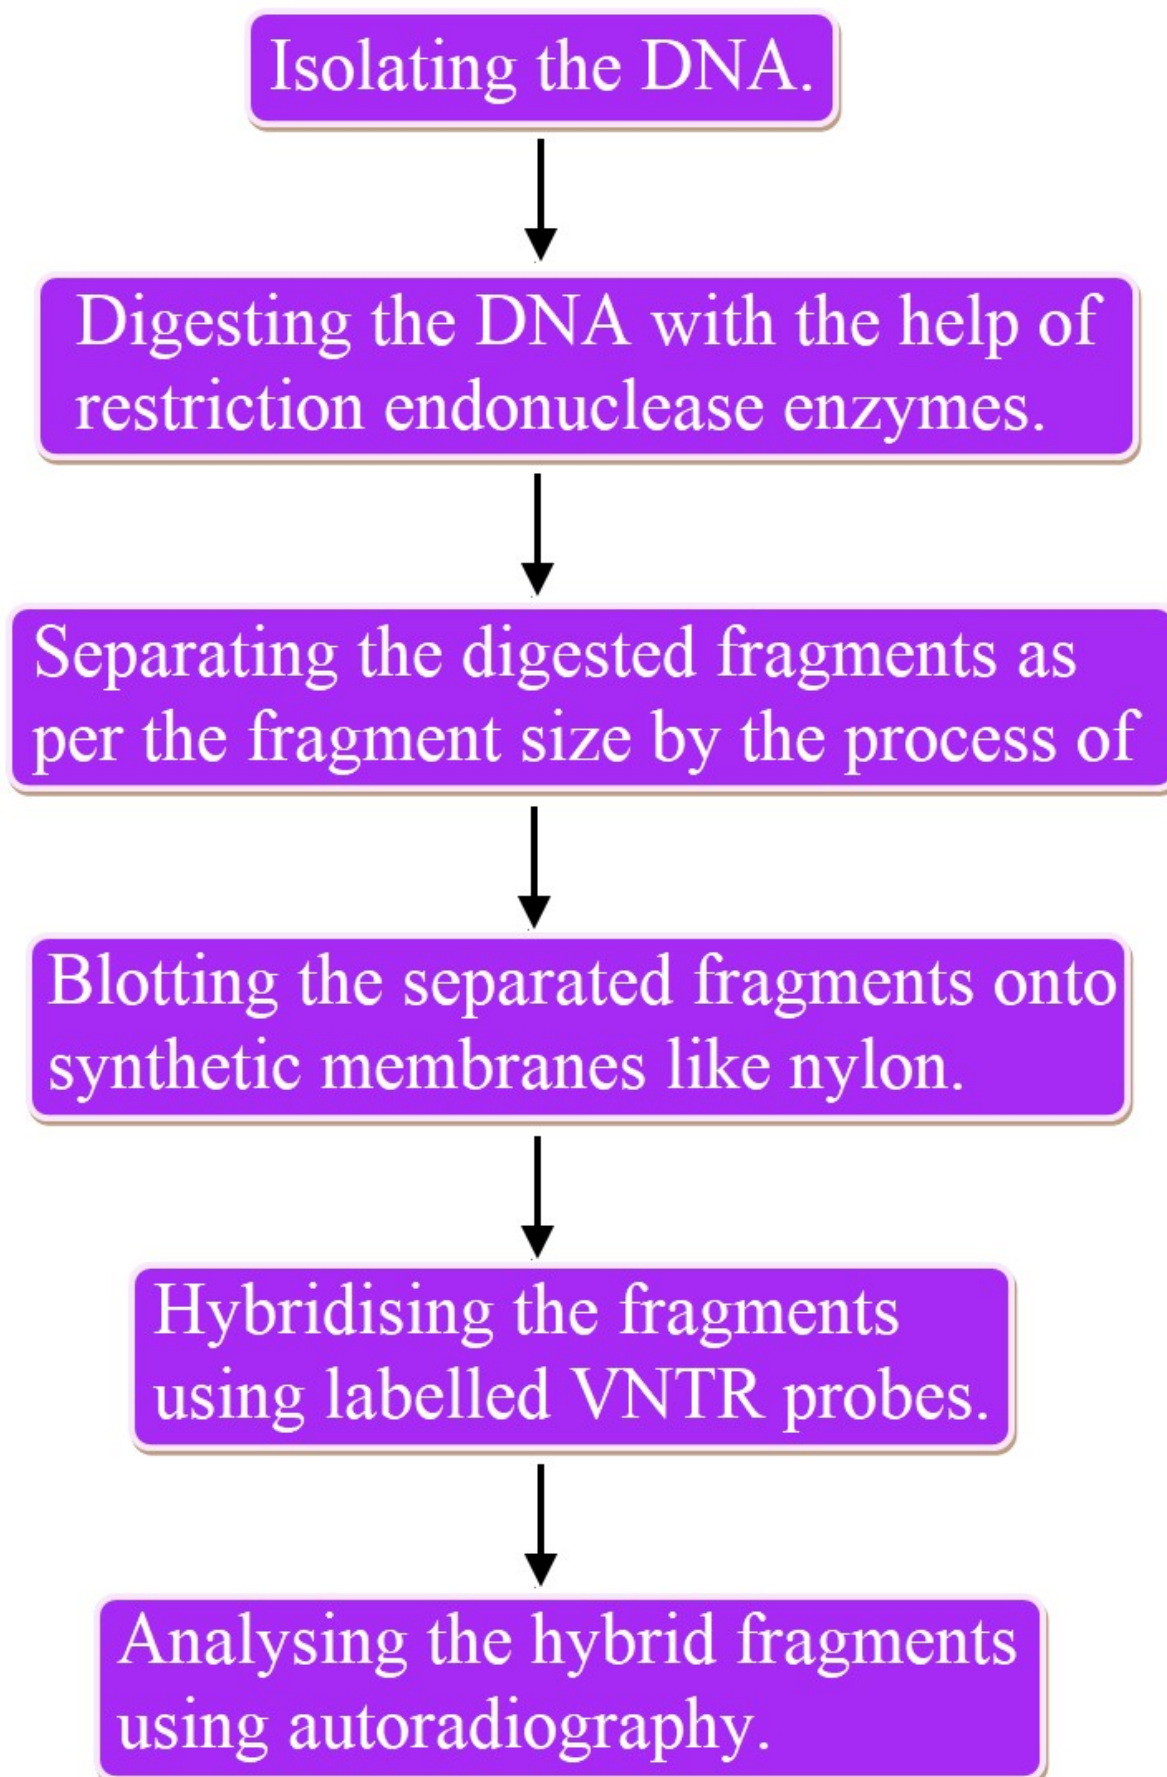 Isolating the DNA.
Digesting the DNA with the help of
restriction endonuclease enzymes.
Separating the digested fragments as
per the fragment size by the process of
Blotting the separated fragments onto
synthetic membranes like nylon.
Hybridising the fragments
using labelled VNTR probes.
Analysing the hybrid fragments
using autoradiography.